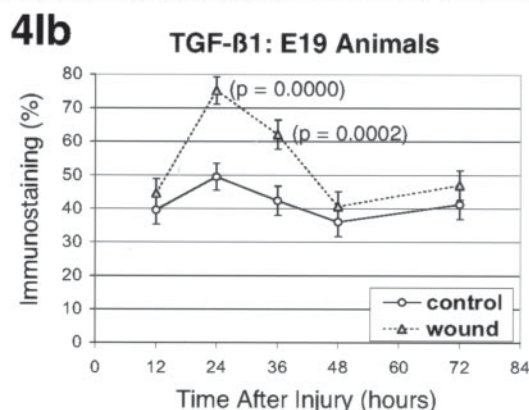 4Ib
TGF-ß1: E19 Animals
80
70
60
50
40
30
20
10
0
Immunostaining (%)
(p = 0.0000)
(p = 0.0002)
control
wound
0 12 24 36 48 60 72 84
Time After Injury (hours)